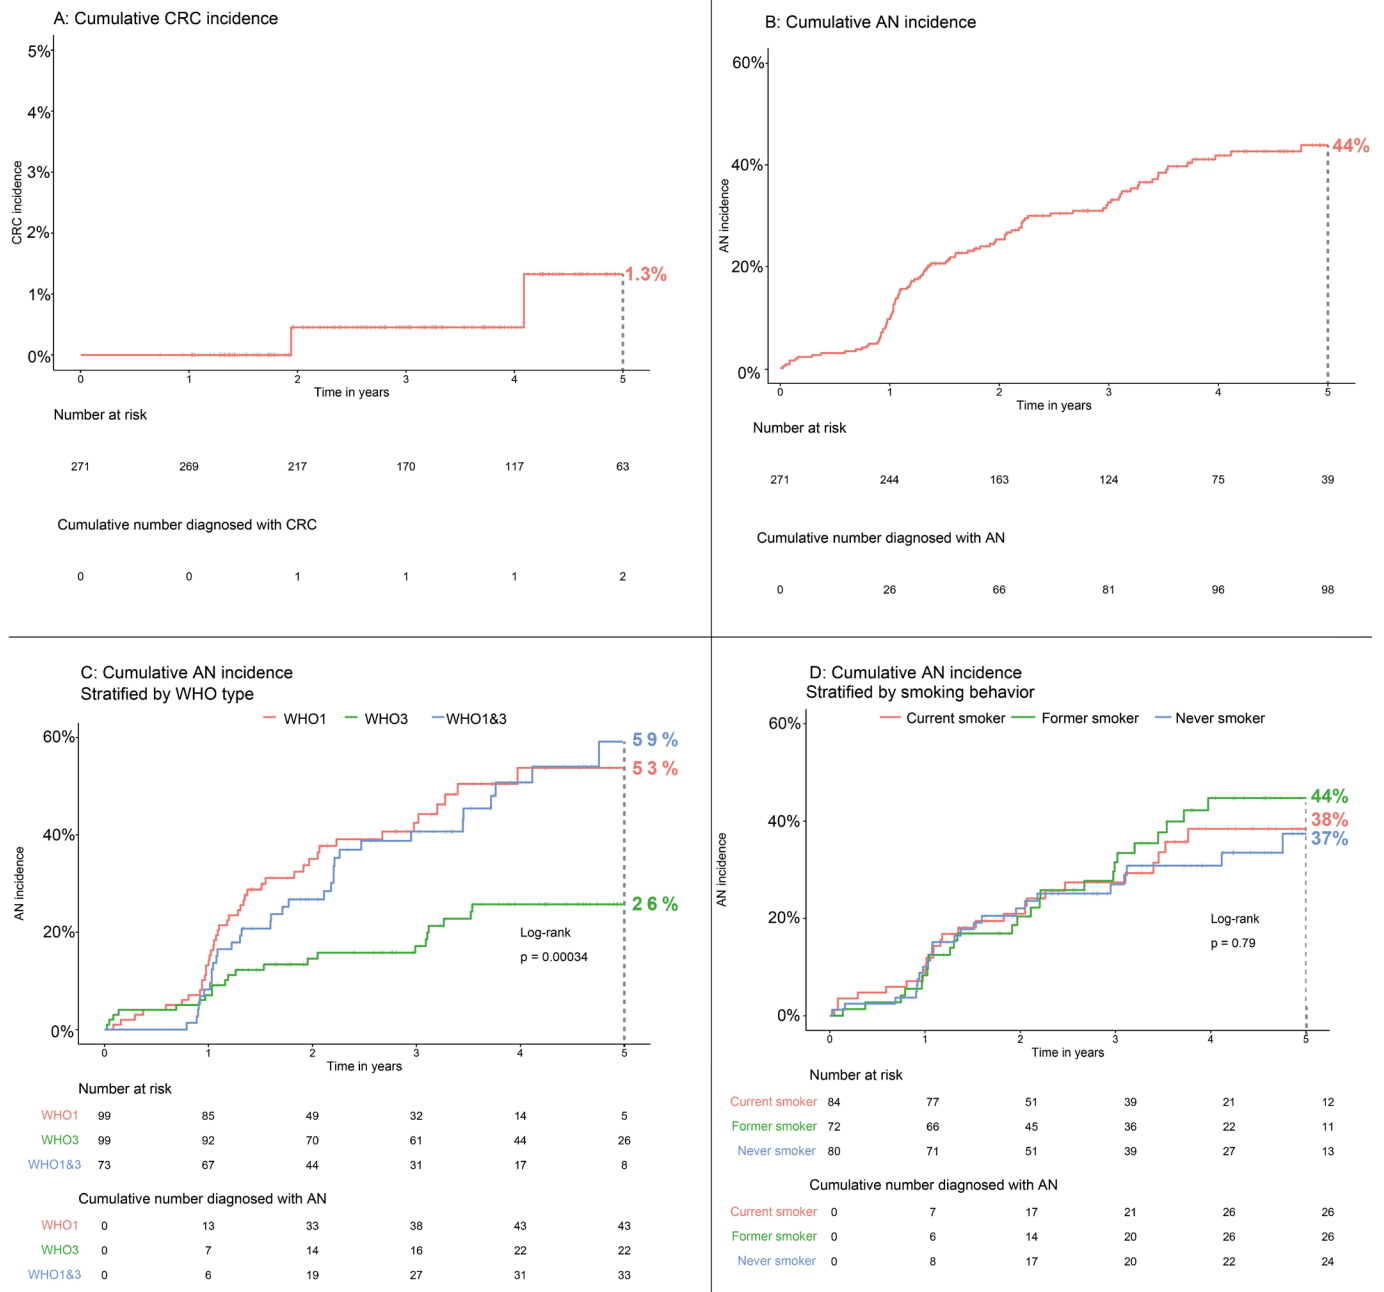 A: Cumulative CRC incidence
5%
4%
3%
2%
1%
0%
CRC incidence
1.3%
0 1 2 3 4 5
Time in years
Number at risk
271 269 217 170 117 63
Cumulative number diagnosed with CRC
0 0 1 1 1 2
B: Cumulative AN incidence
60%
40%
20%
0%
AN incidence
44%
0 1 2 3 4 5
Time in years
Number at risk
271 244 163 124 75 39
Cumulative number diagnosed with AN
0 26 66 81 96 98
C: Cumulative AN incidence
Stratified by WHO type
WHO1 WHO3 WHO1&3
60%
40%
20%
0%
AN incidence
59%
53%
26%
Log-rank
p = 0.00034
0 1 2 3 4 5
Time in years
Number at risk
WHO1 99 85 49 32 14 5
WHO3 99 92 70 61 44 26
WHO1&3 73 67 44 31 17 8
Cumulative number diagnosed with AN
WHO1 0 13 33 38 43 43
WHO3 0 7 14 16 22 22
WHO1&3 0 6 19 27 31 33
D: Cumulative AN incidence
Stratified by smoking behavior
Current smoker Former smoker Never smoker
60%
40%
20%
0%
AN incidence
44%
38%
37%
Log-rank
p = 0.79
0 1 2 3 4 5
Time in years
Number at risk
Current smoker 84 77 51 39 21 12
Former smoker 72 66 45 36 22 11
Never smoker 80 71 51 39 27 13
Cumulative number diagnosed with AN
Current smoker 0 7 17 21 26 26
Former smoker 0 6 14 20 26 26
Never smoker 0 8 17 20 22 24